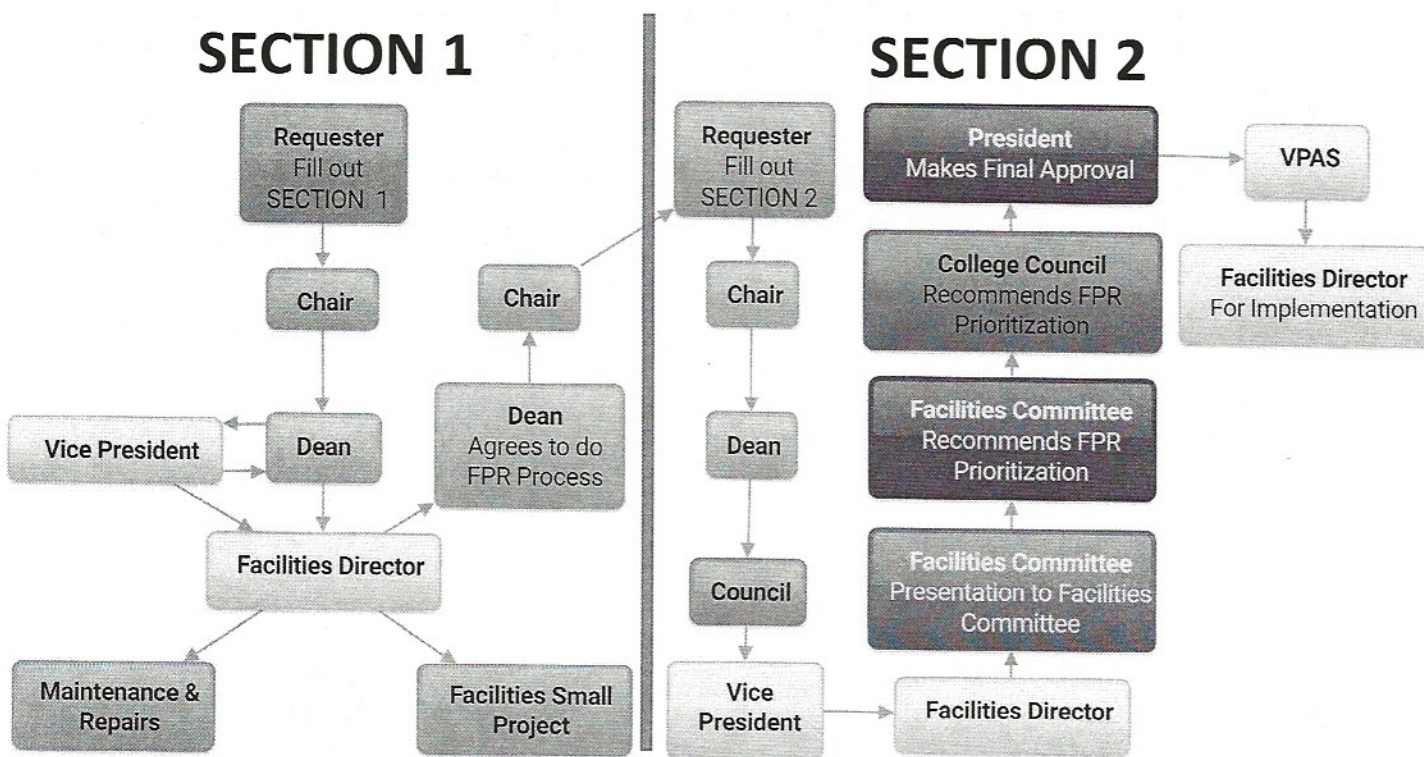 SECTION 1
Requester
Fill out
SECTION 1
Chair
Vice President
Dean
Facilities Director
Maintenance &
Repairs
Facilities Small
Project
Dean
Agrees to do
FPR Process
Chair
SECTION 2
Requester
Fill out
SECTION 2
Chair
Dean
Council
Vice
President
Facilities Director
Facilities Committee
Presentation to Facilities
Committee
Facilities Committee
Recommends FPR
Prioritization
College Council
Recommends FPR
Prioritization
President
Makes Final Approval
VPAS
Facilities Director
For Implementation